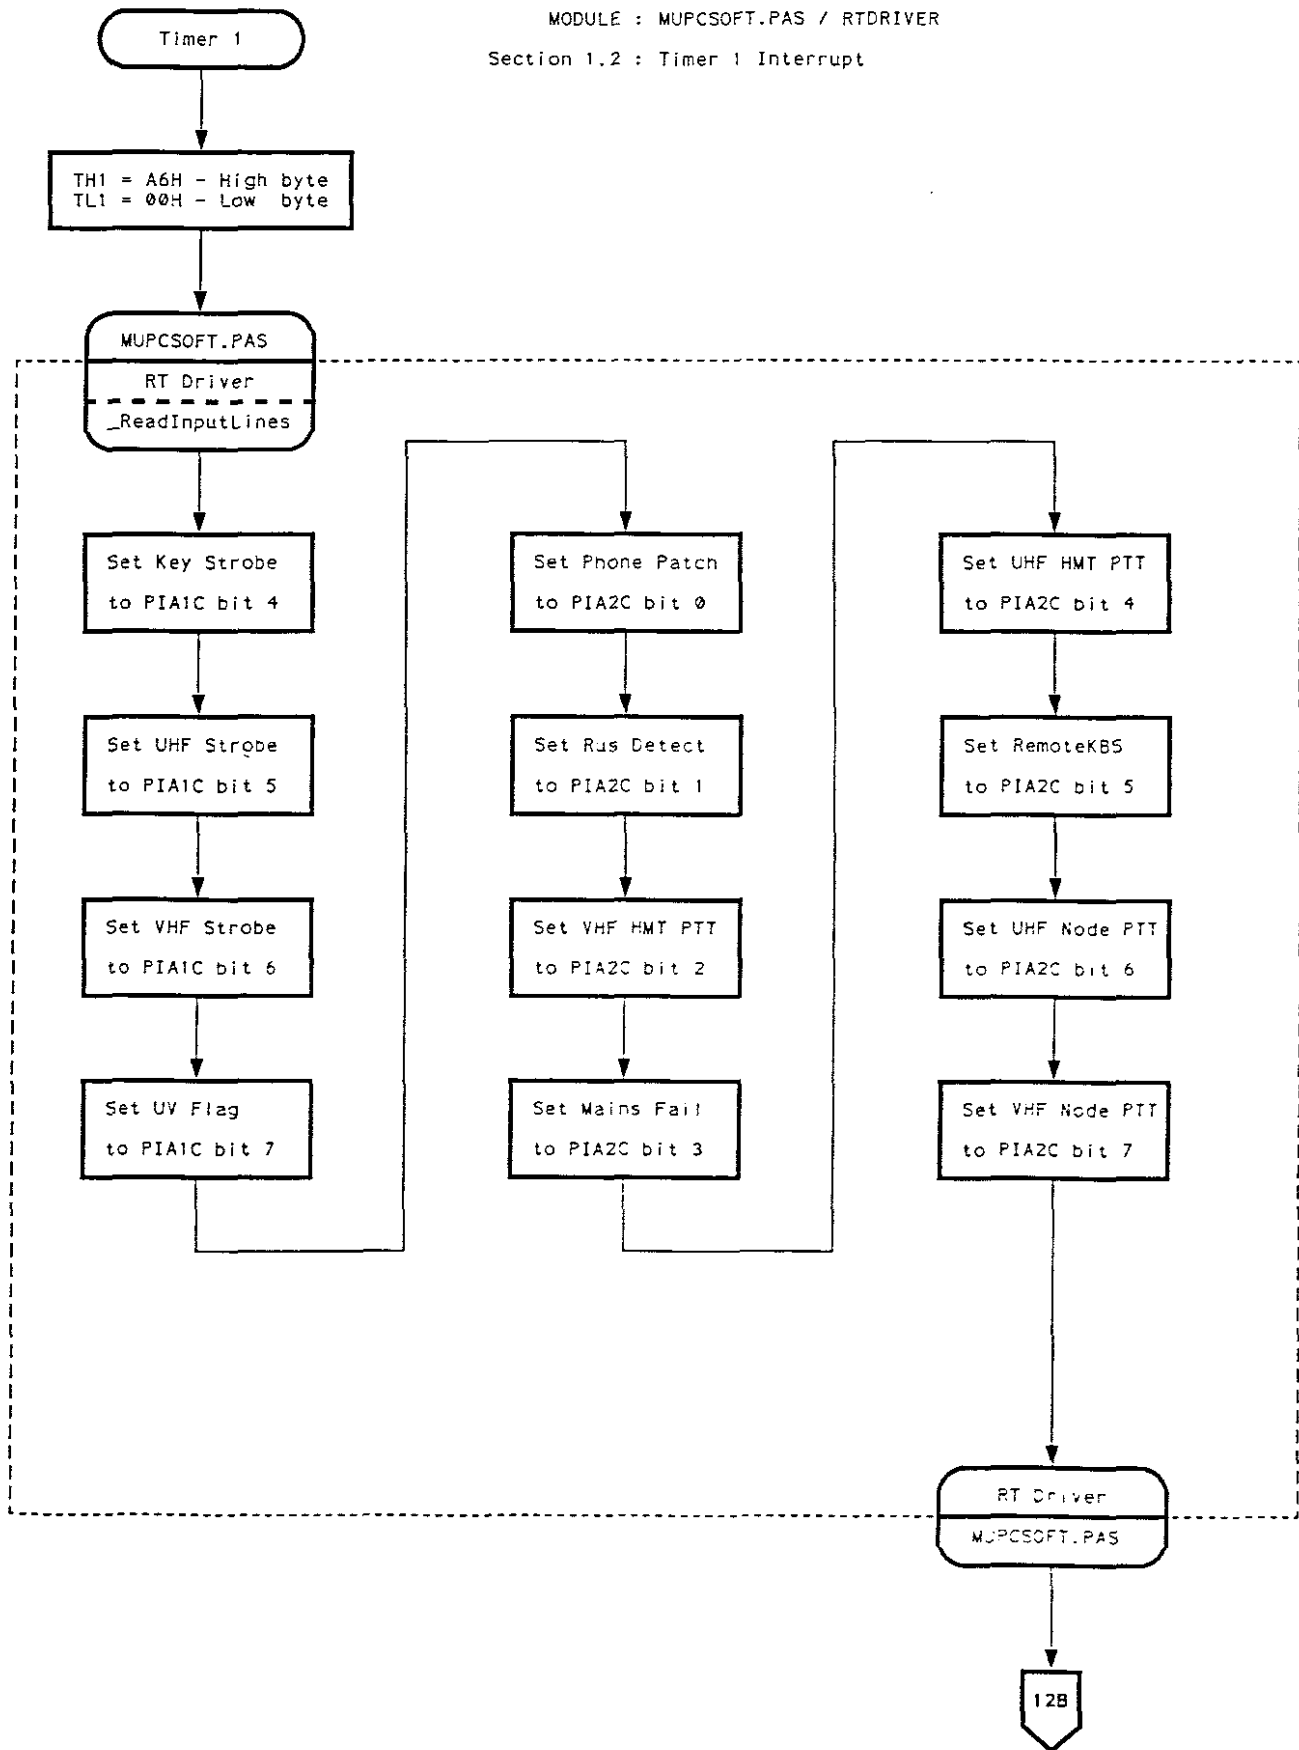 MODULE : MUPCSOFT.PAS / RTDRIVER
Section 1.2 : Timer 1 Interrupt
Timer 1
TH1 = A6H - High byte
TL1 = 00H - Low byte
MUPCSOFT.PAS
RT Driver
_ReadInputLines
Set Key Strobe
to PIA1C bit 4
Set UHF Strobe
to PIA1C bit 5
Set VHF Strobe
to PIA1C bit 6
Set UV Flag
to PIA1C bit 7
Set Phone Patch
to PIA2C bit 0
Set Rus Detect
to PIA2C bit 1
Set VHF HMT PTT
to PIA2C bit 2
Set Mains Fail
to PIA2C bit 3
Set UHF HMT PTT
to PIA2C bit 4
Set RemoteKBS
to PIA2C bit 5
Set UHF Node PTT
to PIA2C bit 6
Set VHF Node PTT
to PIA2C bit 7
RT Driver
MUPCSOFT.PAS
12B